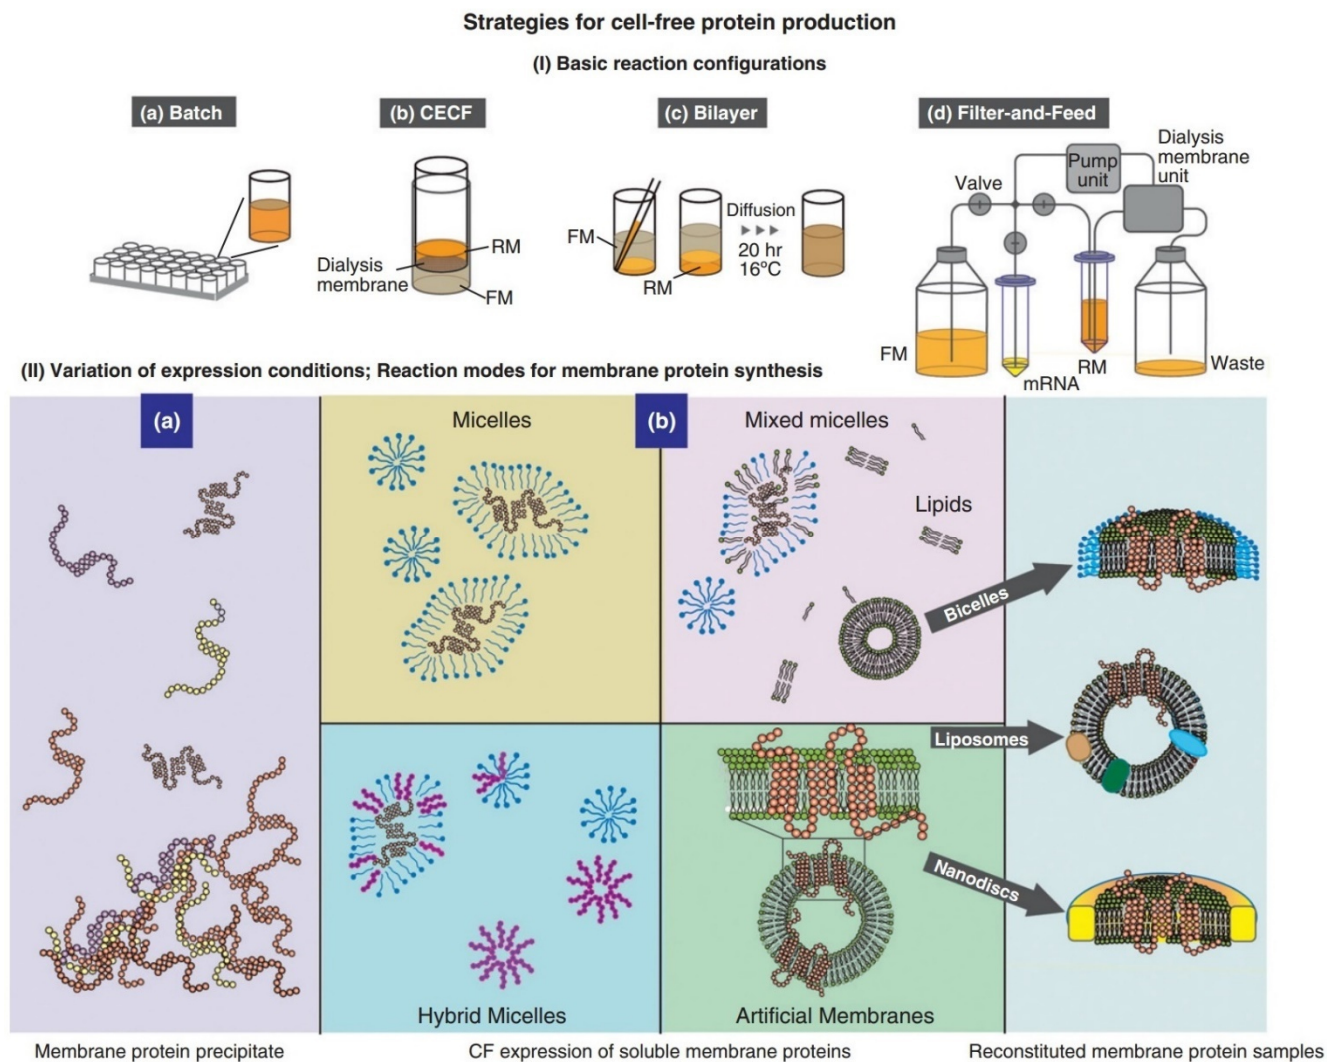 Strategies for cell-free protein production
(I) Basic reaction configurations
(a) Batch
(b) CECF
(c) Bilayer
(d) Filter-and-Feed
RM
Dialysis
membrane
FM
FM
RM
Diffusion
20 hr
16ºC
Valve
Pump
unit
Dialysis
membrane
unit
FM
mRNA
RM
Waste
(II) Variation of expression conditions; Reaction modes for membrane protein synthesis
(a)
Micelles
(b)
Mixed micelles
Lipids
Bicelles
Liposomes
Nanodiscs
Hybrid Micelles
Artificial Membranes
Membrane protein precipitate
CF expression of soluble membrane proteins
Reconstituted membrane protein samples